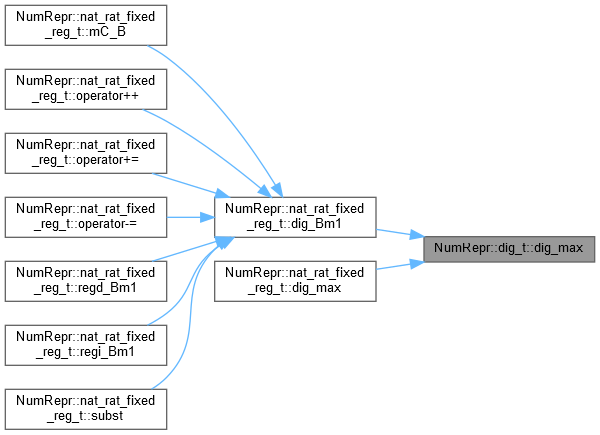 NumRepr::nat_rat_fixed
_reg_t::mC_B
NumRepr::nat_rat_fixed
_reg_t::operator++
NumRepr::nat_rat_fixed
_reg_t::operator+=
NumRepr::nat_rat_fixed
_reg_t::operator-=
NumRepr::nat_rat_fixed
_reg_t::regd_Bm1
NumRepr::nat_rat_fixed
_reg_t::regi_Bm1
NumRepr::nat_rat_fixed
_reg_t::subst
NumRepr::nat_rat_fixed
_reg_t::dig_Bm1
NumRepr::nat_rat_fixed
_reg_t::dig_max
NumRepr::dig_t::dig_max